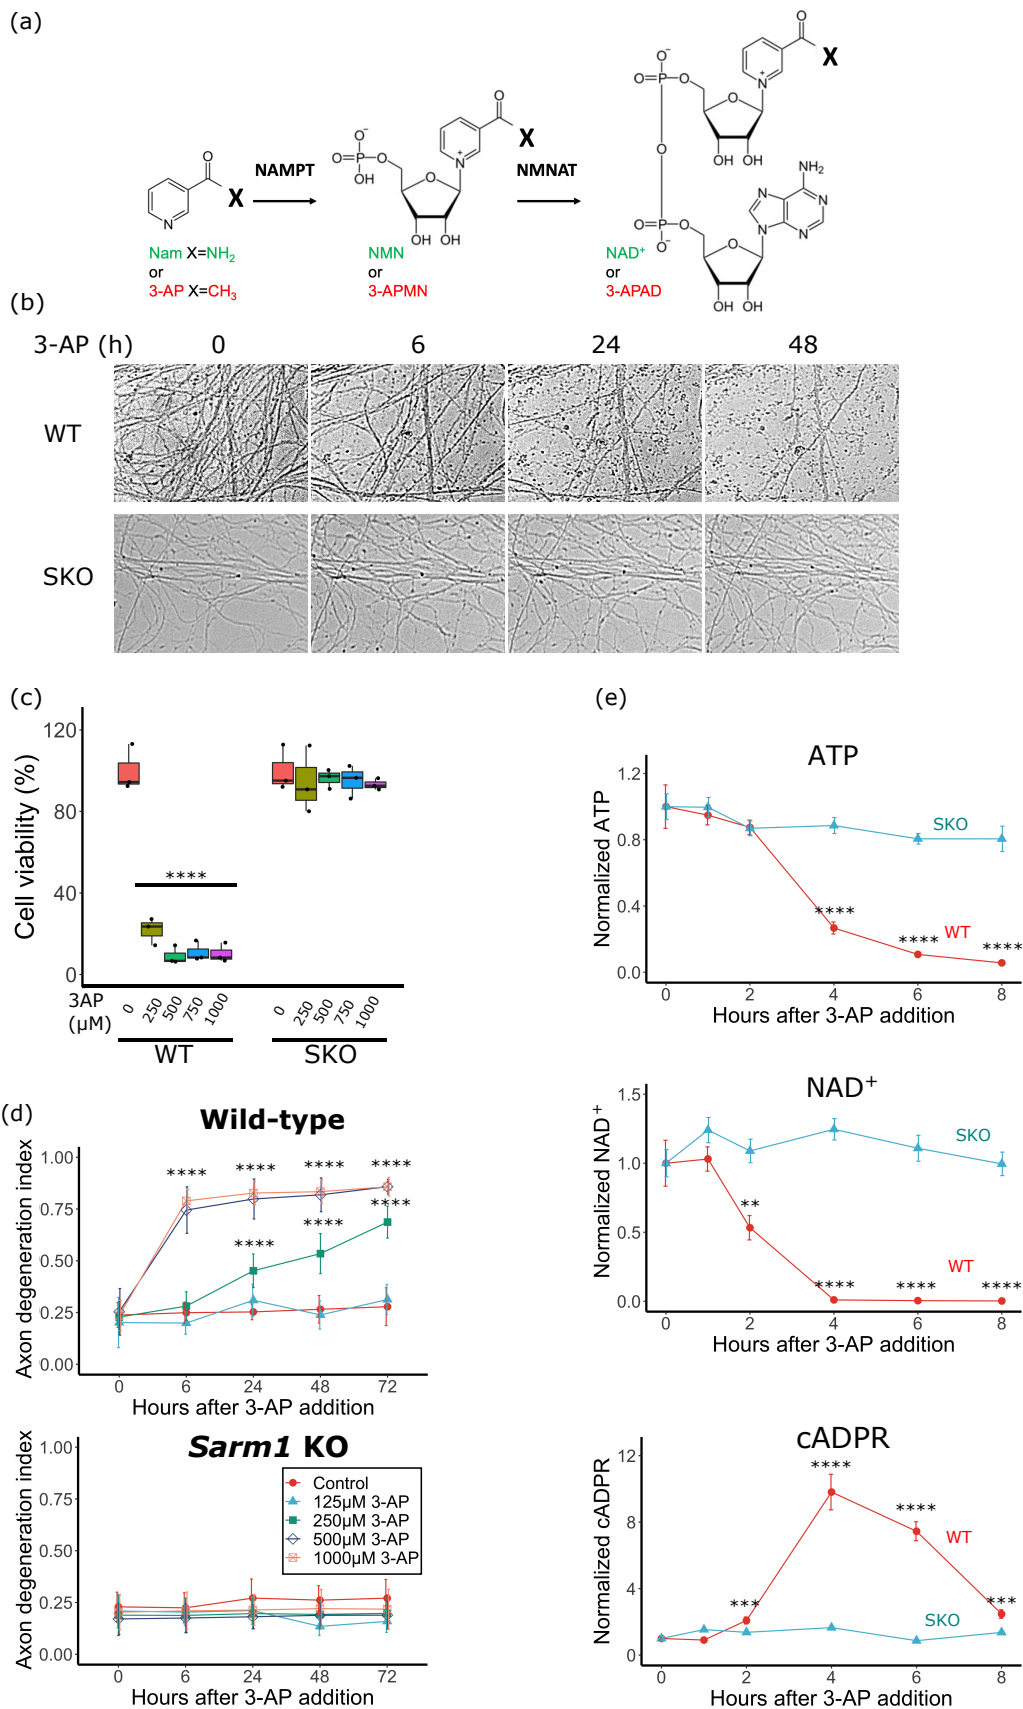 (a)
NAMPT
NMNAT
X
X
X
N
O
O
O⁻
O=P
OH
O
O
N⁺
OH OH
O
O⁻
O=P
O
O
N⁺
OH OH
O
O=P
O⁻
O
O
NH₂
N
N
N
N
OH OH
Nam X=NH₂
or
3-AP X=CH₃
NMN
or
3-APMN
NAD⁺
or
3-APAD
(b)
3-AP (h) 0 6 24 48
WT
SKO
(c)
Cell viability (%)
120
80
40
0
****
3AP
(µM)
0 250 500 750 1000
0 250 500 750 1000
WT SKO
(d)
Wild-type
Axon degeneration index
1.00
0.75
0.50
0.25
0.00
**** **** **** ****
**** **** ****
0 6 24 48 72
Hours after 3-AP addition
Sarm1 KO
Axon degeneration index
1.00
0.75
0.50
0.25
0.00
Control
125µM 3-AP
250µM 3-AP
500µM 3-AP
1000µM 3-AP
0 6 24 48 72
Hours after 3-AP addition
(e)
ATP
Normalized ATP
1.2
0.8
0.4
0.0
SKO
WT
**** **** ****
0 2 4 6 8
Hours after 3-AP addition
NAD⁺
Normalized NAD⁺
1.5
1.0
0.5
0.0
SKO
WT
** **** **** ****
0 2 4 6 8
Hours after 3-AP addition
cADPR
Normalized cADPR
12
8
4
0
WT
SKO
*** **** **** ***
0 2 4 6 8
Hours after 3-AP addition